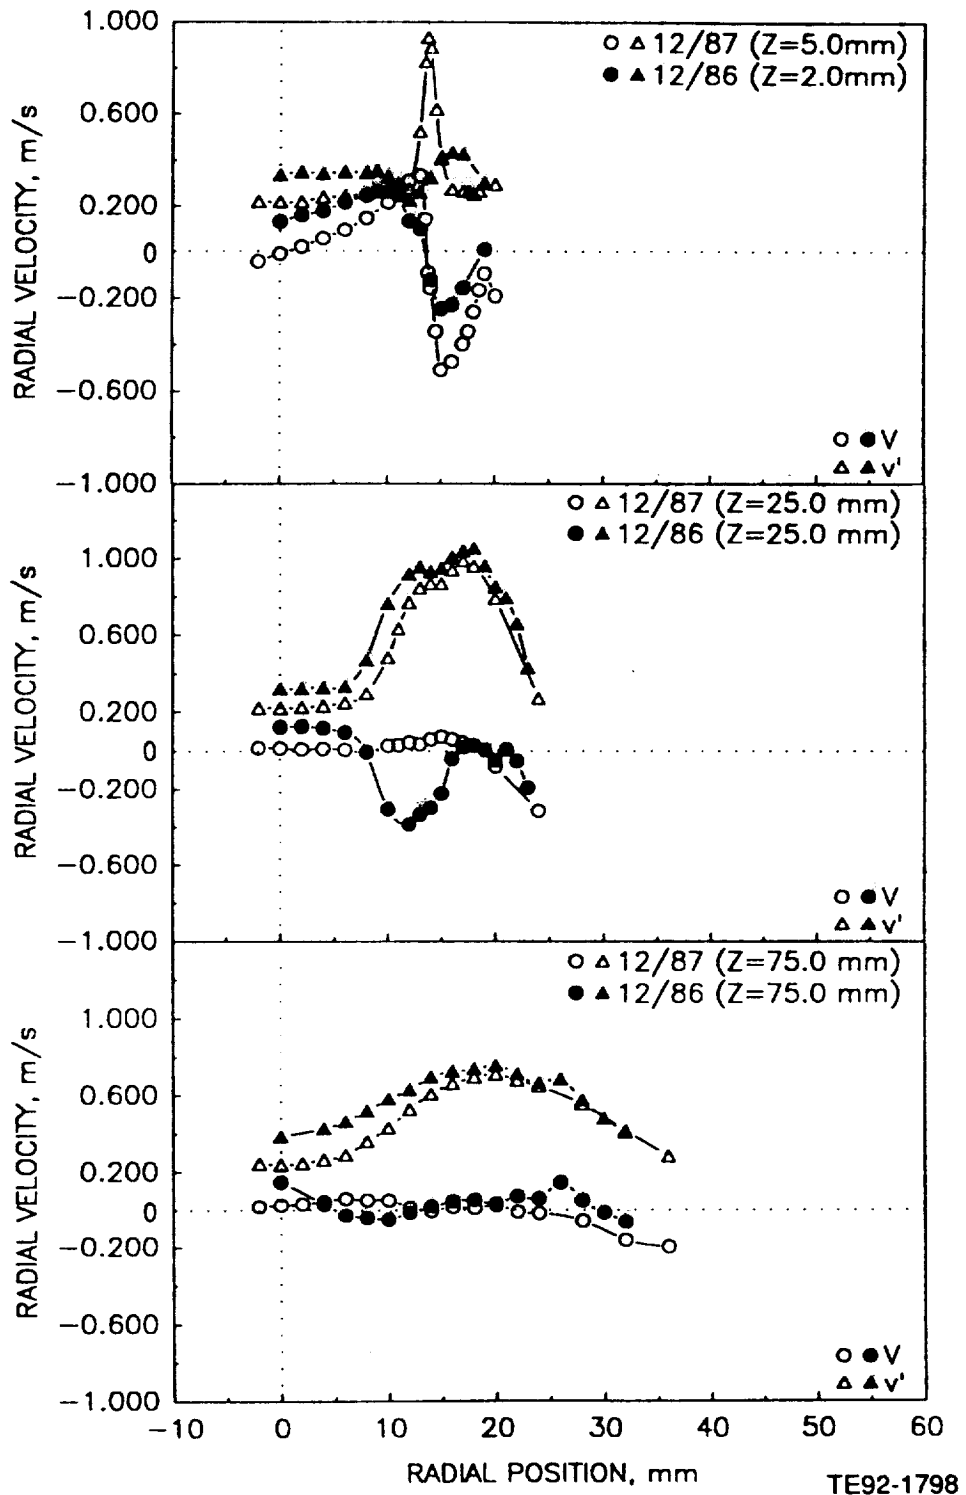 1.000
○ △ 12/87 (Z=5.0mm)
● ▲ 12/86 (Z=2.0mm)
0.600
0.200
0
−0.200
−0.600
−1.000
RADIAL VELOCITY, m/s
○ ● V
△ ▲ v'
○ △ 12/87 (Z=25.0 mm)
● ▲ 12/86 (Z=25.0 mm)
1.000
0.600
0.200
0
−0.200
−0.600
−1.000
RADIAL VELOCITY, m/s
○ ● V
△ ▲ v'
○ △ 12/87 (Z=75.0 mm)
● ▲ 12/86 (Z=75.0 mm)
1.000
0.600
0.200
0
−0.200
−0.600
−1.000
RADIAL VELOCITY, m/s
○ ● V
△ ▲ v'
−10 0 10 20 30 40 50 60
RADIAL POSITION, mm
TE92-1798